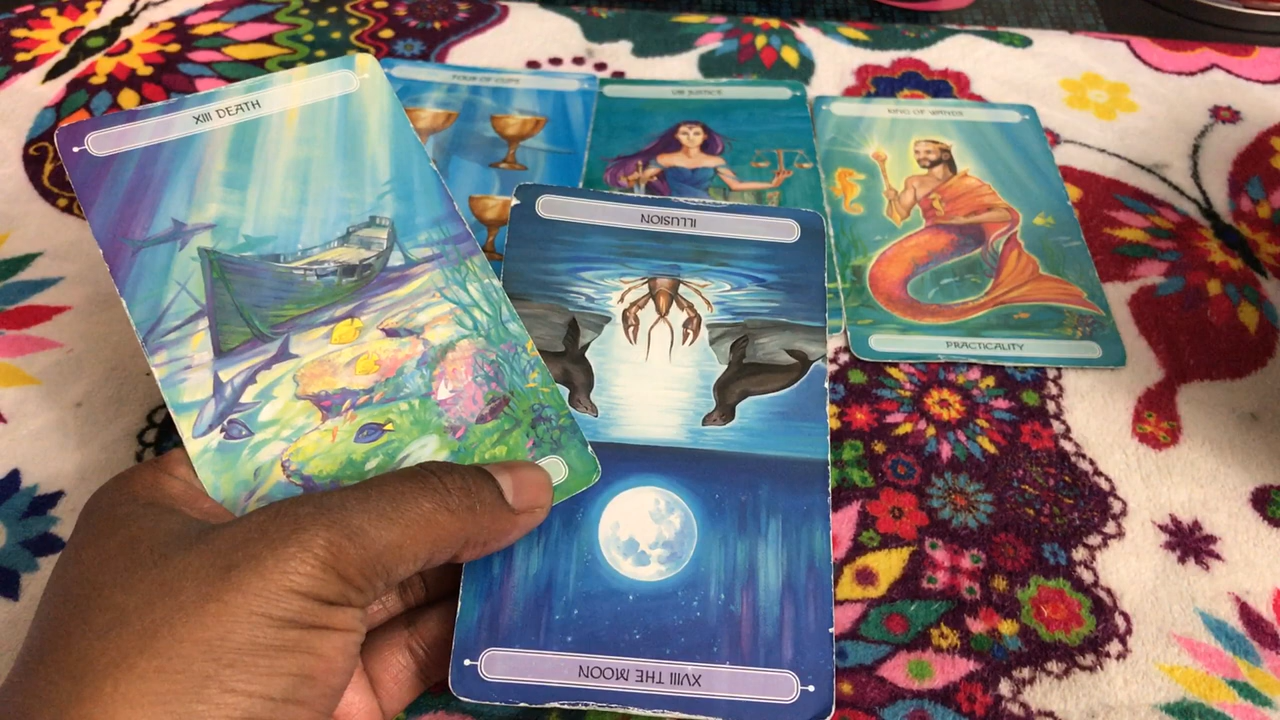 XIII DEATH
FOUR OF CUPS
VIII JUSTICE
KING OF WANDS
ILLUSION
PRACTICALITY
XVIII THE MOON